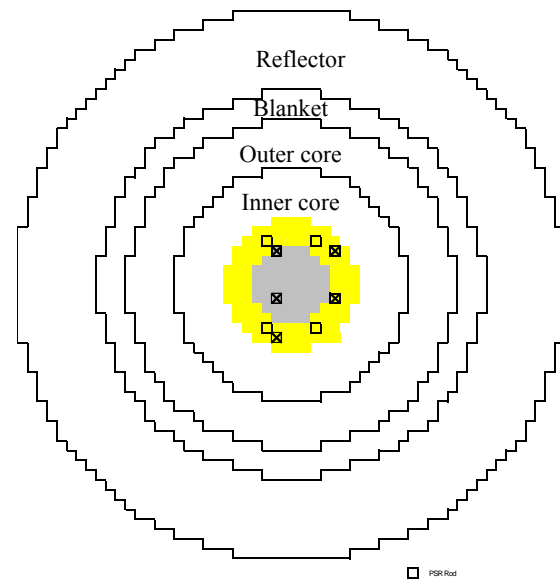 Reflector
Blanket
Outer core
Inner core
PSR Rod